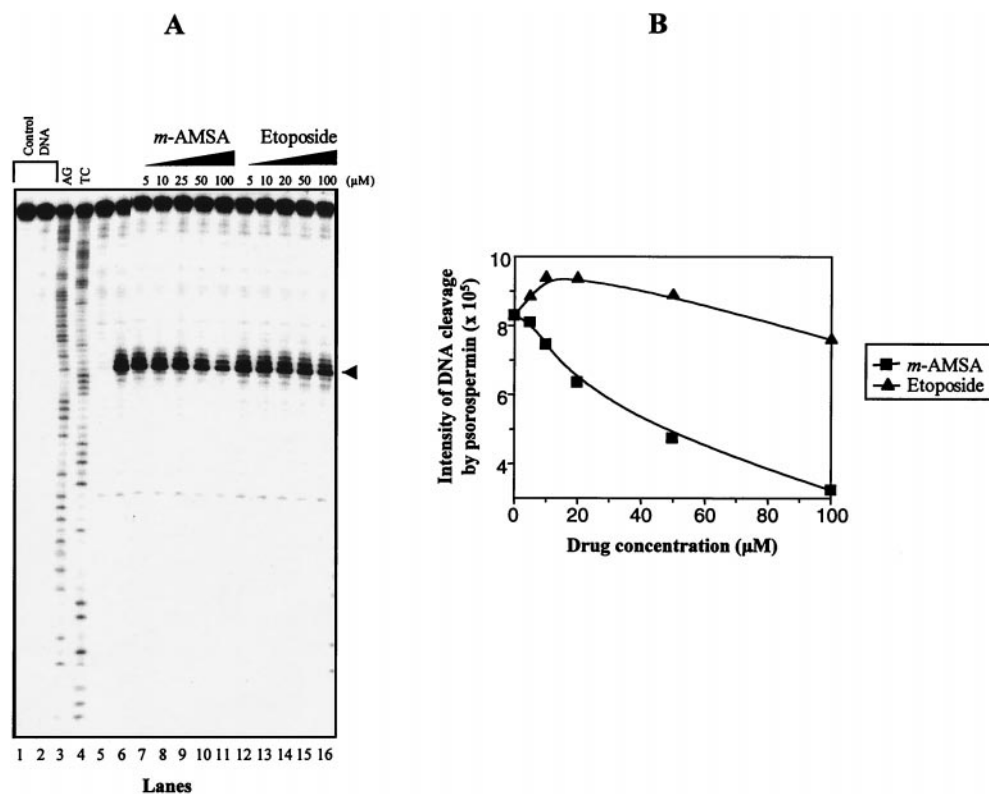 A
B
Control
DNA
AG
TC
m-AMSA
Etoposide
5 10 25 50 100 5 10 20 50 100 (µM)
1 2 3 4 5 6 7 8 9 10 11 12 13 14 15 16
Lanes
Intensity of DNA cleavage
by psorospermin (x 10⁵)
10
8
6
4
0 20 40 60 80 100
Drug concentration (µM)
m-AMSA
Etoposide